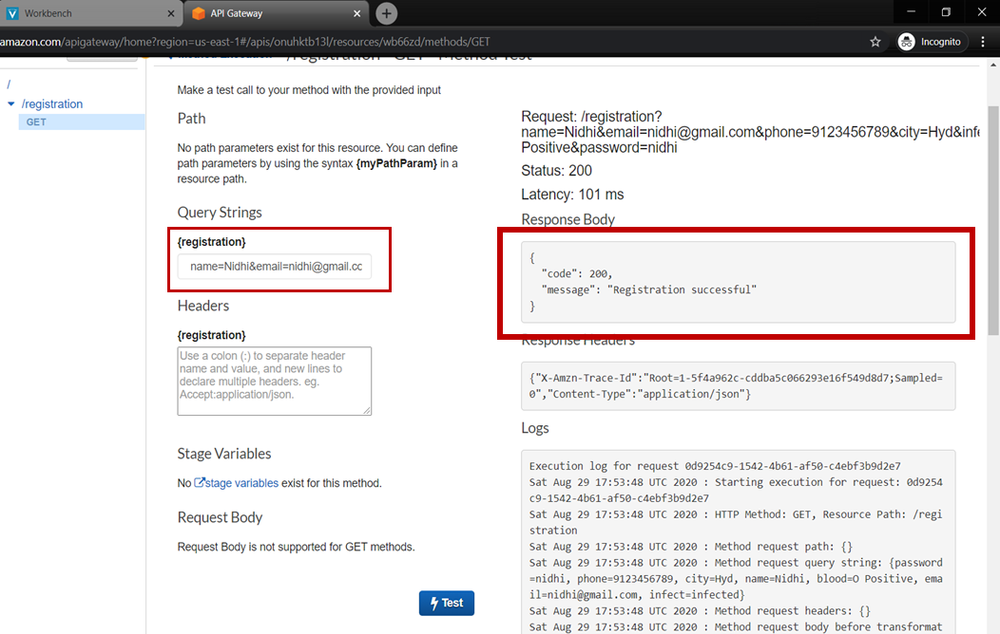 Workbench
API Gateway
amazon.com/apigateway/home?region=us-east-1#/apis/onuhktb13l/resources/wb66zd/methods/GET
Incognito
Method Execution /registration - GET - Method Test
/
/registration
GET
Make a test call to your method with the provided input
Path
No path parameters exist for this resource. You can define
path parameters by using the syntax {myPathParam} in a
resource path.
Query Strings
{registration}
name=Nidhi&email=nidhi@gmail.cc
Headers
{registration}
Use a colon (:) to separate header
name and value, and new lines to
declare multiple headers. eg.
Accept:application/json.
Stage Variables
No stage variables exist for this method.
Request Body
Request Body is not supported for GET methods.
Test
Request: /registration?
name=Nidhi&email=nidhi@gmail.com&phone=9123456789&city=Hyd&infe
Positive&password=nidhi
Status: 200
Latency: 101 ms
Response Body
{
"code": 200,
"message": "Registration successful"
}
Response Headers
{"X-Amzn-Trace-Id":"Root=1-5f4a962c-cddba5c066293e16f549d8d7;Sampled=
0","Content-Type":"application/json"}
Logs
Execution log for request 0d9254c9-1542-4b61-af50-c4ebf3b9d2e7
Sat Aug 29 17:53:48 UTC 2020 : Starting execution for request: 0d9254
c9-1542-4b61-af50-c4ebf3b9d2e7
Sat Aug 29 17:53:48 UTC 2020 : HTTP Method: GET, Resource Path: /regi
stration
Sat Aug 29 17:53:48 UTC 2020 : Method request path: {}
Sat Aug 29 17:53:48 UTC 2020 : Method request query string: {password
=nidhi, phone=9123456789, city=Hyd, name=Nidhi, blood=O Positive, ema
il=nidhi@gmail.com, infect=infected}
Sat Aug 29 17:53:48 UTC 2020 : Method request headers: {}
Sat Aug 29 17:53:48 UTC 2020 : Method request body before transformat